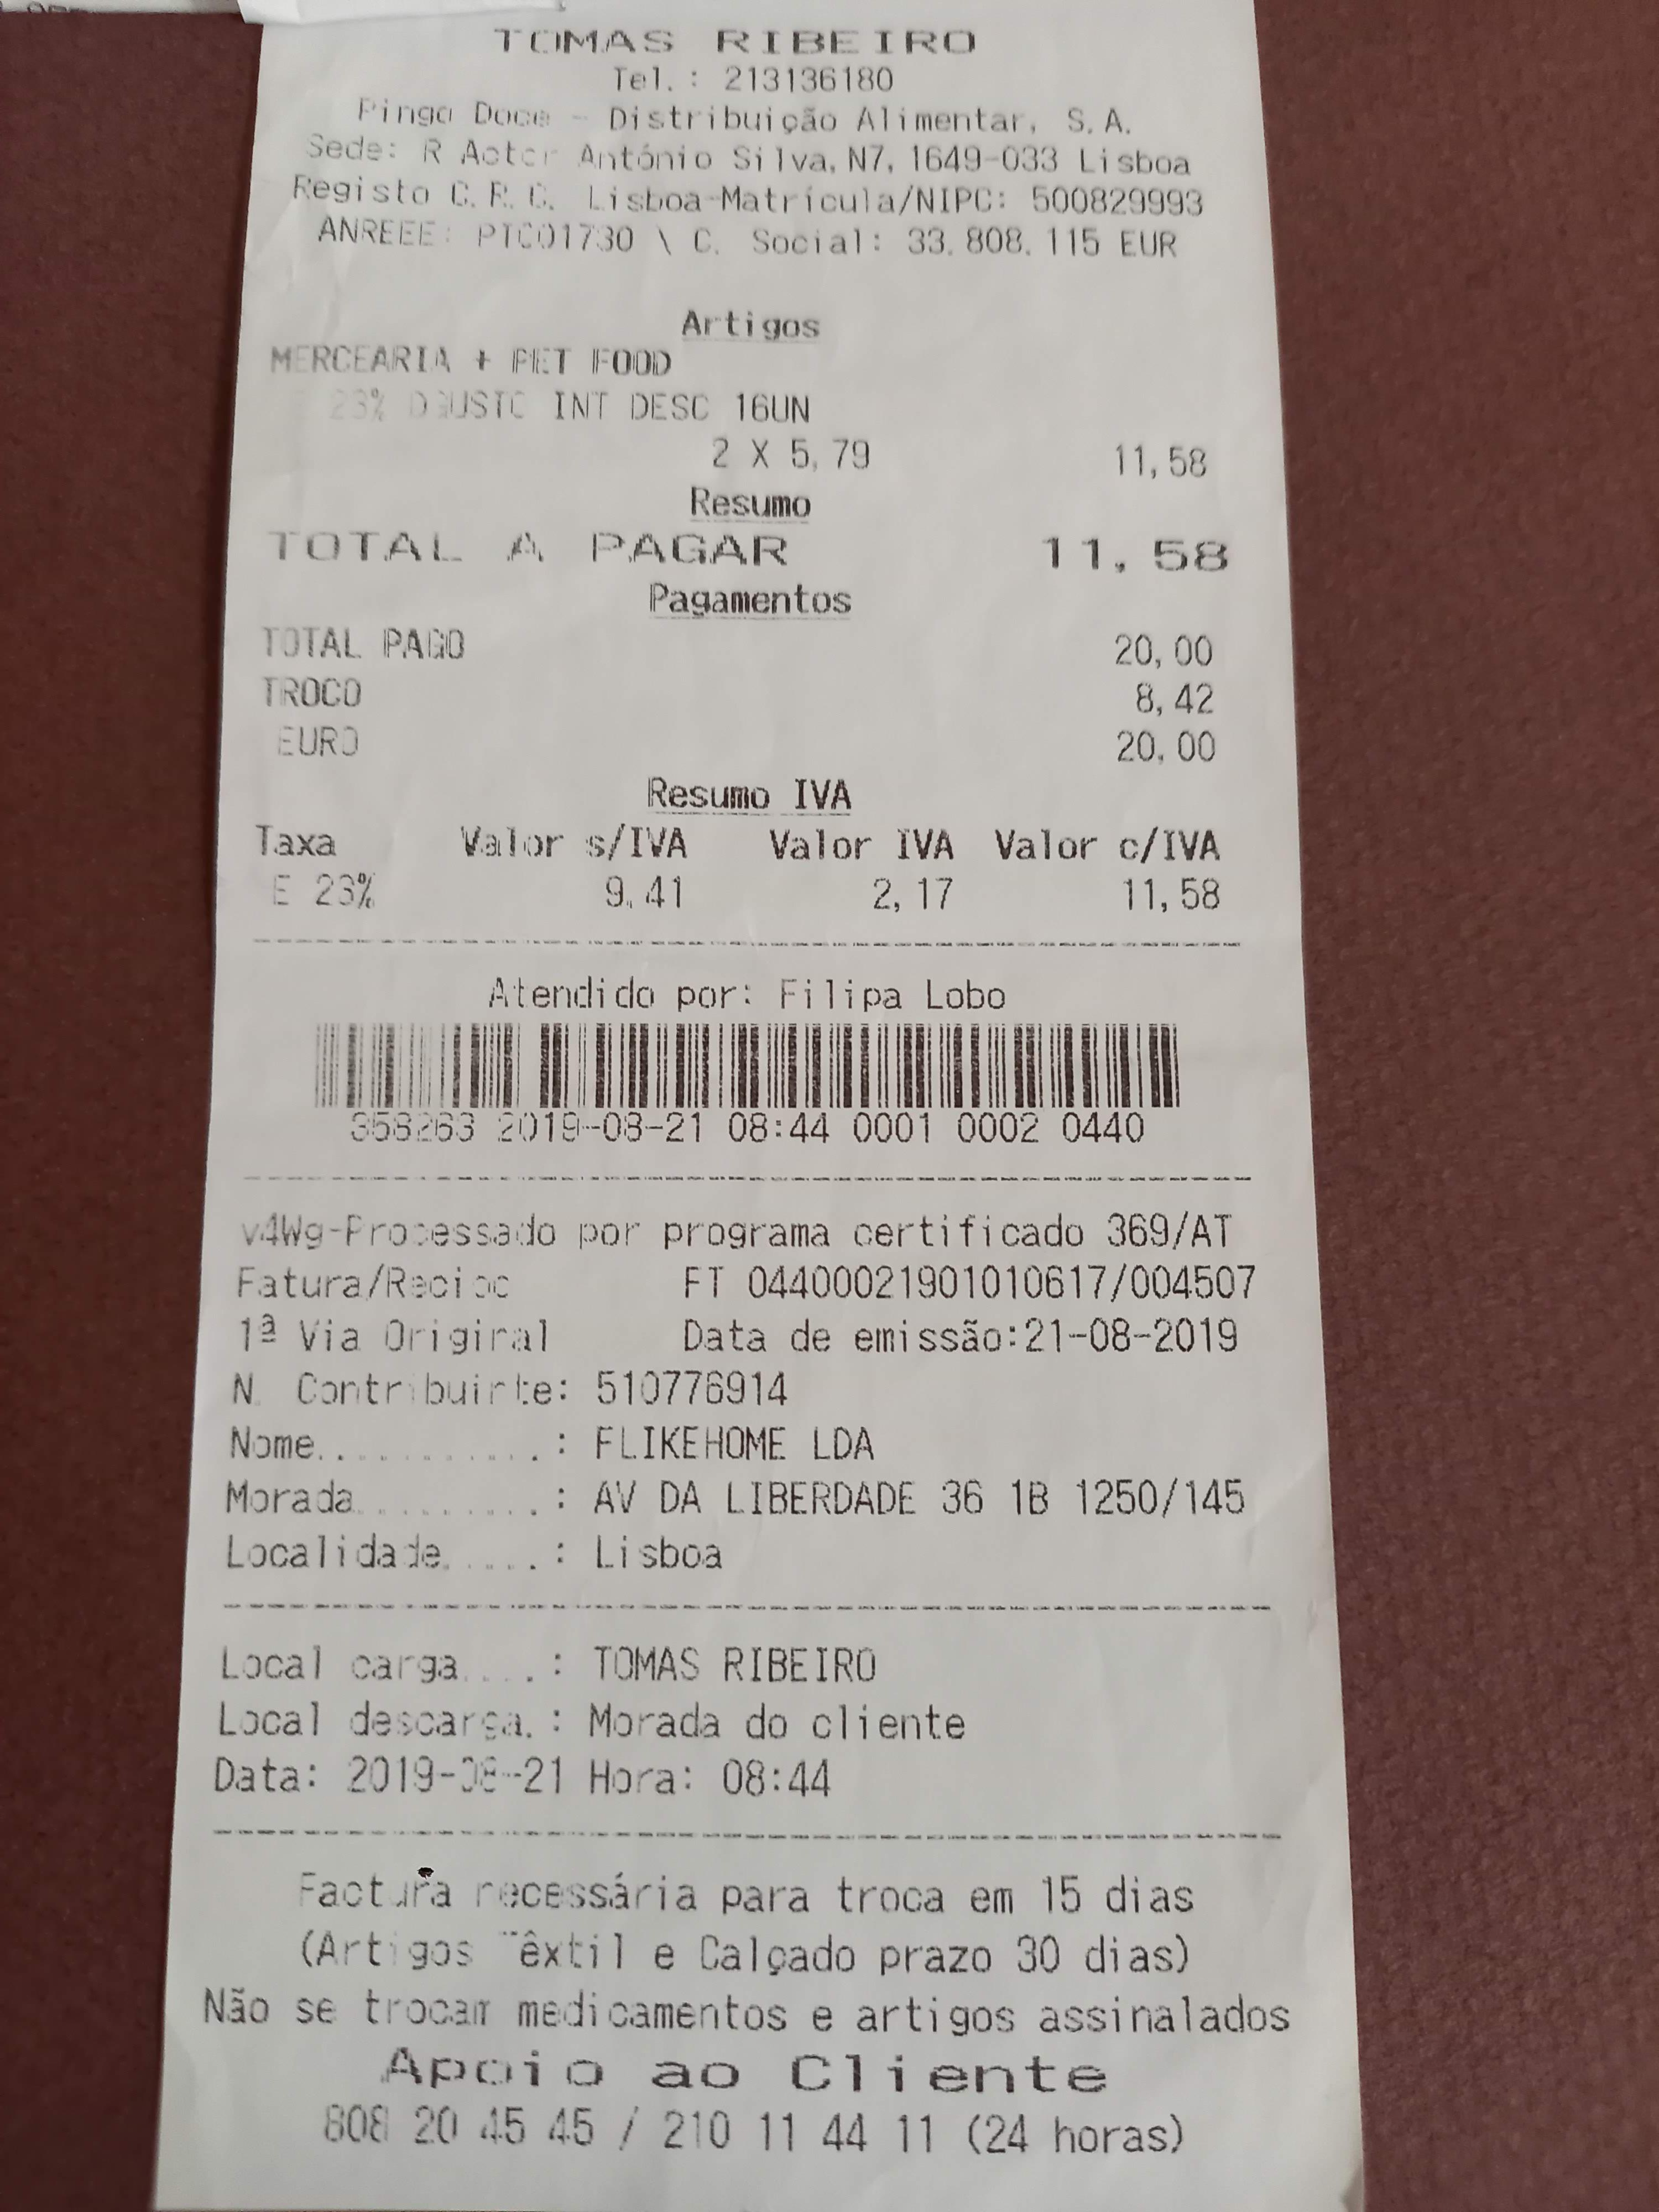 TOMAS RIBEIRO
Tel.: 213136180
Pingo Doce - Distribuição Alimentar, S.A.
Sede: R Actor António Silva, N7, 1649-033 Lisboa
Registo C.R.C. Lisboa-Matrícula/NIPC: 500829993
ANREEE: PT001730 \ C. Social: 33.808.115 EUR
Artigos
MERCEARIA + PET FOOD
E 23% DGUSTO INT DESC 16UN
2 X 5,79 11,58
Resumo
TOTAL A PAGAR 11,58
Pagamentos
TOTAL PAGO 20,00
TROCO 8,42
EURO 20,00
Resumo IVA
Taxa Valor s/IVA Valor IVA Valor c/IVA
E 23% 9,41 2,17 11,58
Atendido por: Filipa Lobo
358263 2019-08-21 08:44 0001 0002 0440
v4Wg-Processado por programa certificado 369/AT
Fatura/Recibo FT 04400021901010617/004507
1ª Via Original Data de emissão:21-08-2019
N. Contribuinte: 510776914
Nome...........: FLIKEHOME LDA
Morada.........: AV DA LIBERDADE 36 1B 1250/145
Localidade.....: Lisboa
Local carga....: TOMAS RIBEIRO
Local descarga.: Morada do cliente
Data: 2019-08-21 Hora: 08:44
Factura necessária para troca em 15 dias
(Artigos Têxtil e Calçado prazo 30 dias)
Não se trocam medicamentos e artigos assinalados
Apoio ao Cliente
808 20 45 45 / 210 11 44 11 (24 horas)